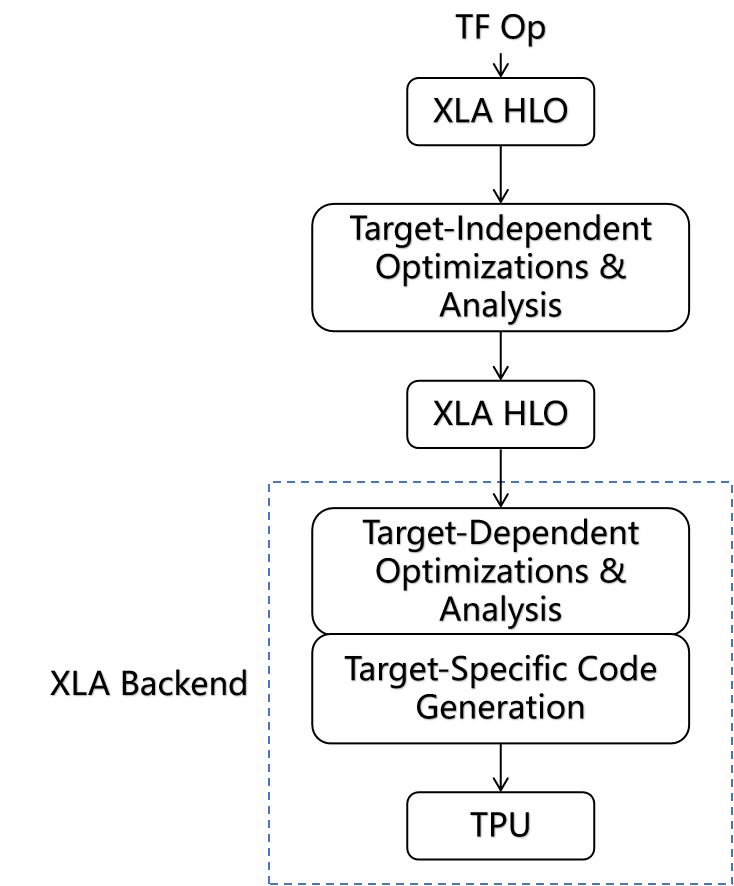 TF Op
XLA HLO
Target-Independent
Optimizations &
Analysis
XLA HLO
Target-Dependent
Optimizations &
Analysis
XLA Backend
Target-Specific Code
Generation
TPU